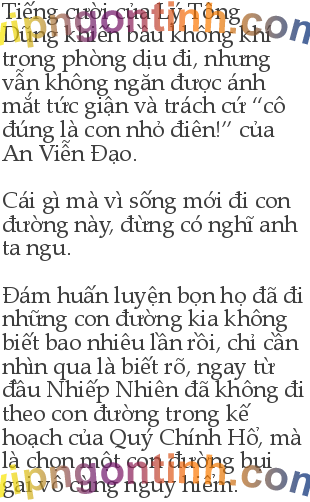 Tiếng cười của Lý Tông
Dũng khiến bầu không khí
trong phòng dịu đi, nhưng
vẫn không ngăn được ánh
mắt tức giận và trách cứ “cô
đúng là con nhỏ điên!” của
An Viễn Đạo.
Cái gì mà vì sống mới đi con
đường này, đừng có nghĩ anh
ta ngu.
Đám huấn luyện bọn họ đã đi
những con đường kia không
biết bao nhiêu lần rồi, chỉ cần
nhìn qua là biết rõ, ngay từ
đầu Nhiếp Nhiên đã không đi
theo con đường trong kế
hoạch của Quý Chính Hổ, mà
là chọn một con đường bụi
gai vô cùng nguy hiểm.
vipngontinh.com
vipngontinh.com